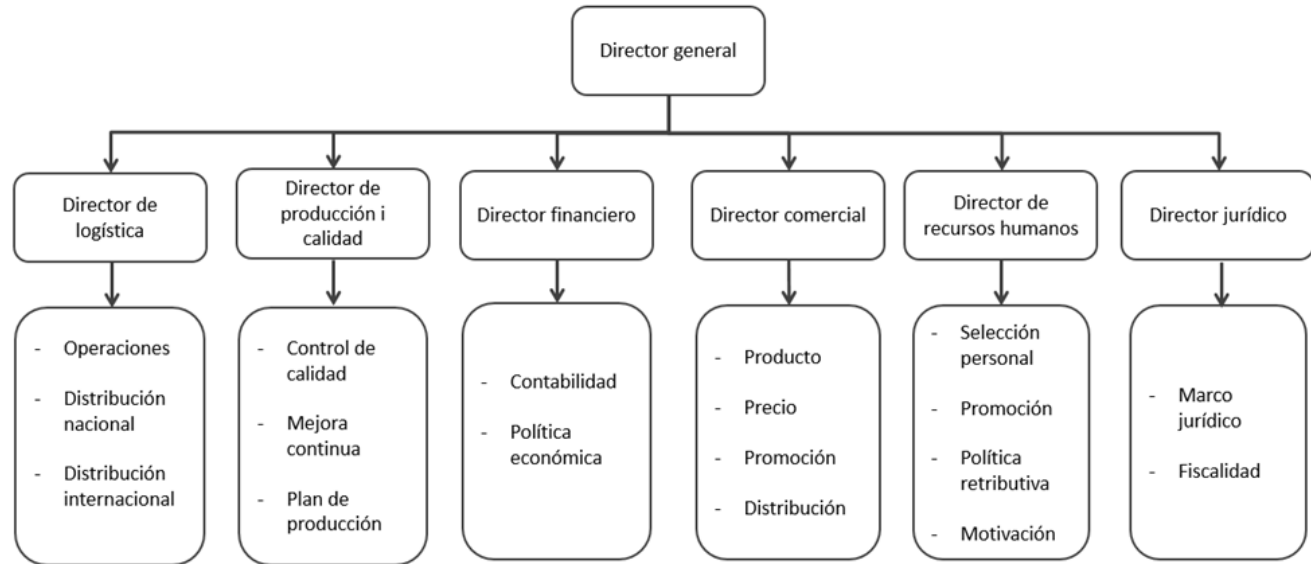 Director general
Director de
logística
Director de
producción i
calidad
Director financiero
Director comercial
Director de
recursos humanos
Director jurídico
- Operaciones
- Distribución
nacional
- Distribución
internacional
- Control de
calidad
- Mejora
continua
- Plan de
producción
- Contabilidad
- Política
económica
- Producto
- Precio
- Promoción
- Distribución
- Selección
personal
- Promoción
- Política
retributiva
- Motivación
- Marco
jurídico
- Fiscalidad